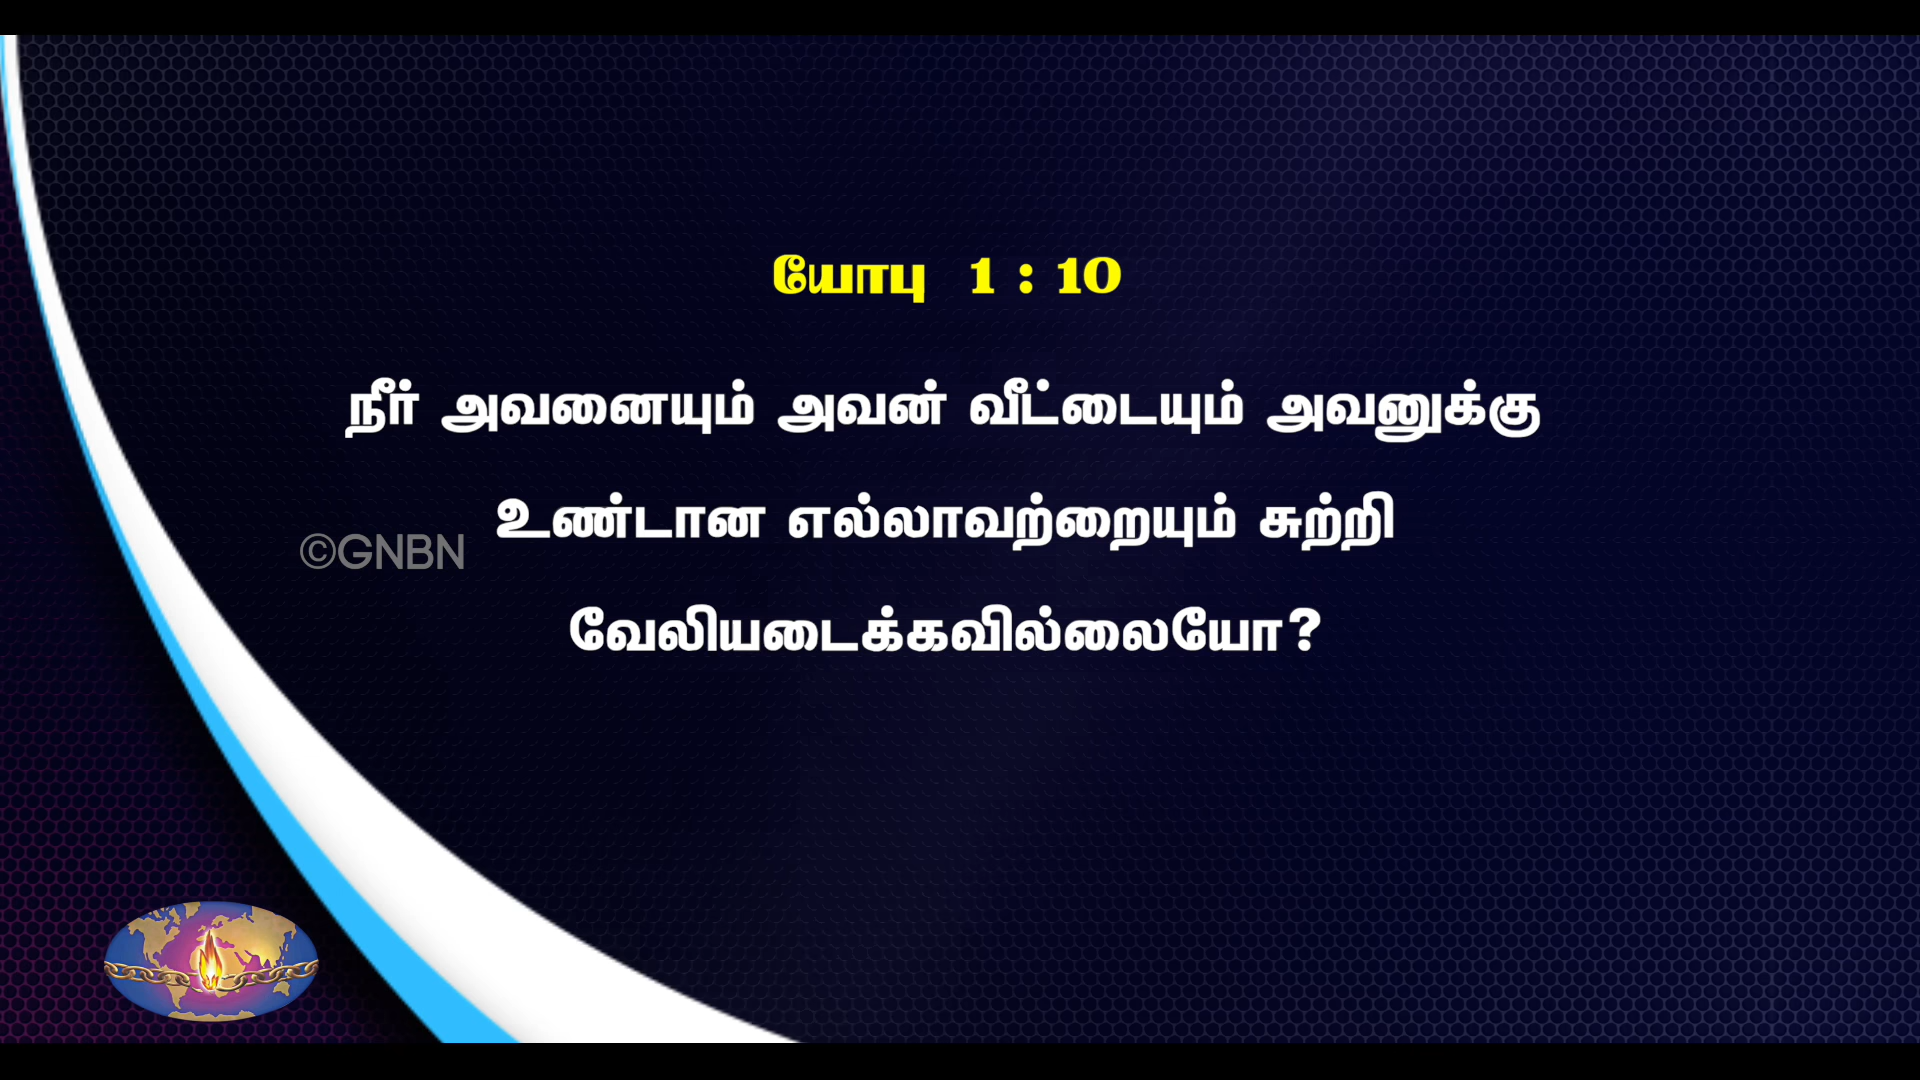 யோபு 1 : 10
நீர் அவனையும் அவன் வீட்டையும் அவனுக்கு
உண்டான எல்லாவற்றையும் சுற்றி
©GNBN
வேலியடைக்கவில்லையோ?